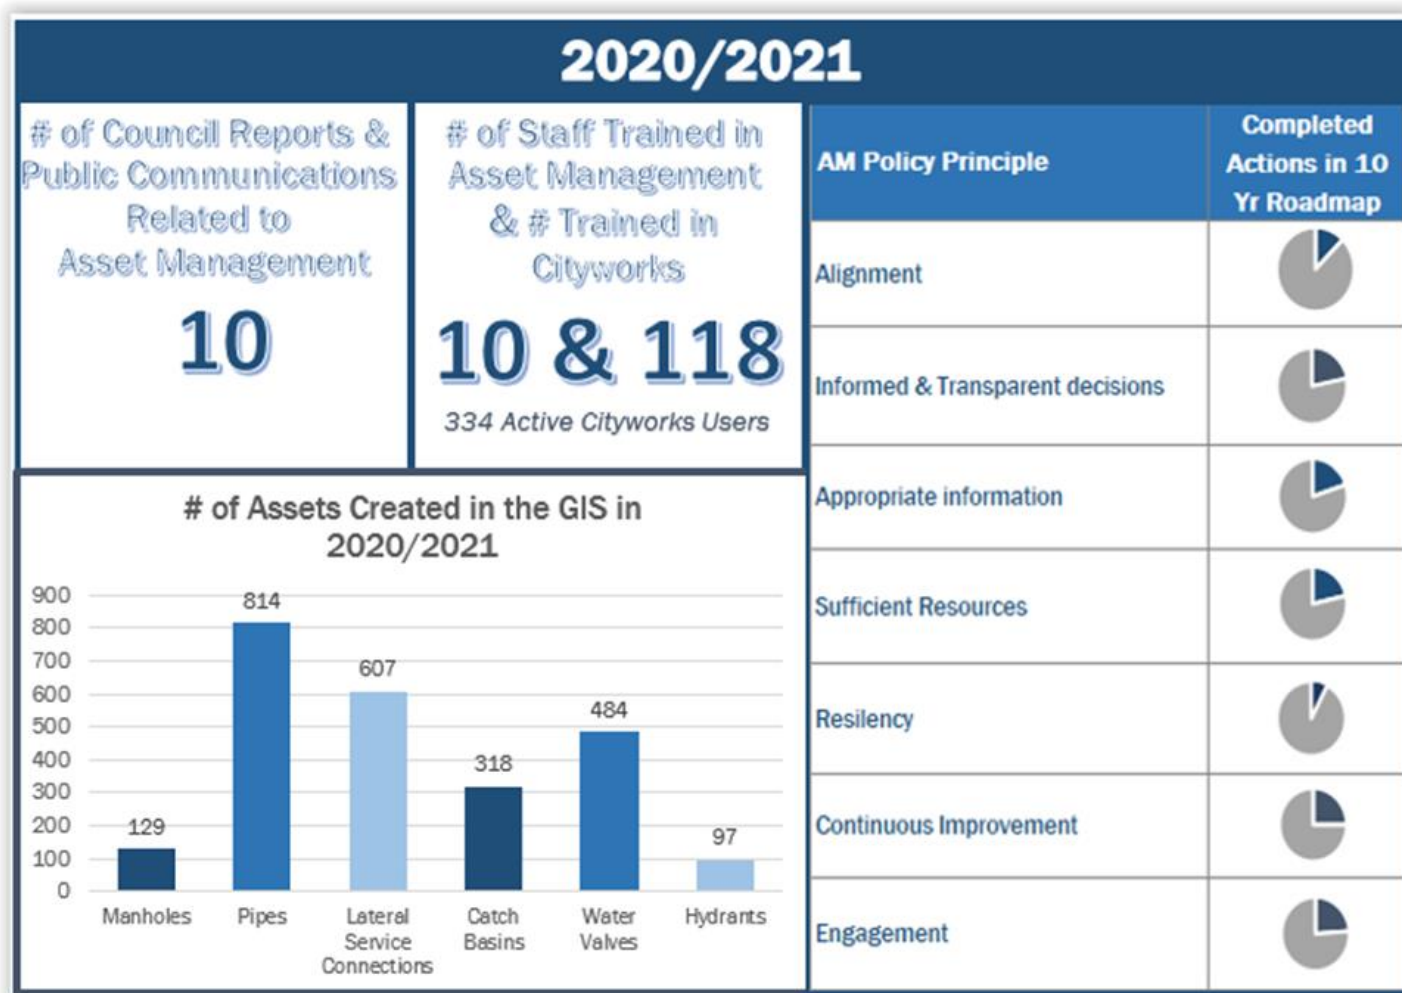 2020/2021
# of Council Reports &
Public Communications
Related to
Asset Management
10
# of Staff Trained in
Asset Management
& # Trained in
Cityworks
10 & 118
334 Active Cityworks Users
# of Assets Created in the GIS in
2020/2021
900
800
700
600
500
400
300
200
100
0
129
814
607
318
484
97
Manholes
Pipes
Lateral
Service
Connections
Catch
Basins
Water
Valves
Hydrants
AM Policy Principle
Completed
Actions in 10
Yr Roadmap
Alignment
Informed & Transparent decisions
Appropriate information
Sufficient Resources
Resilency
Continuous Improvement
Engagement